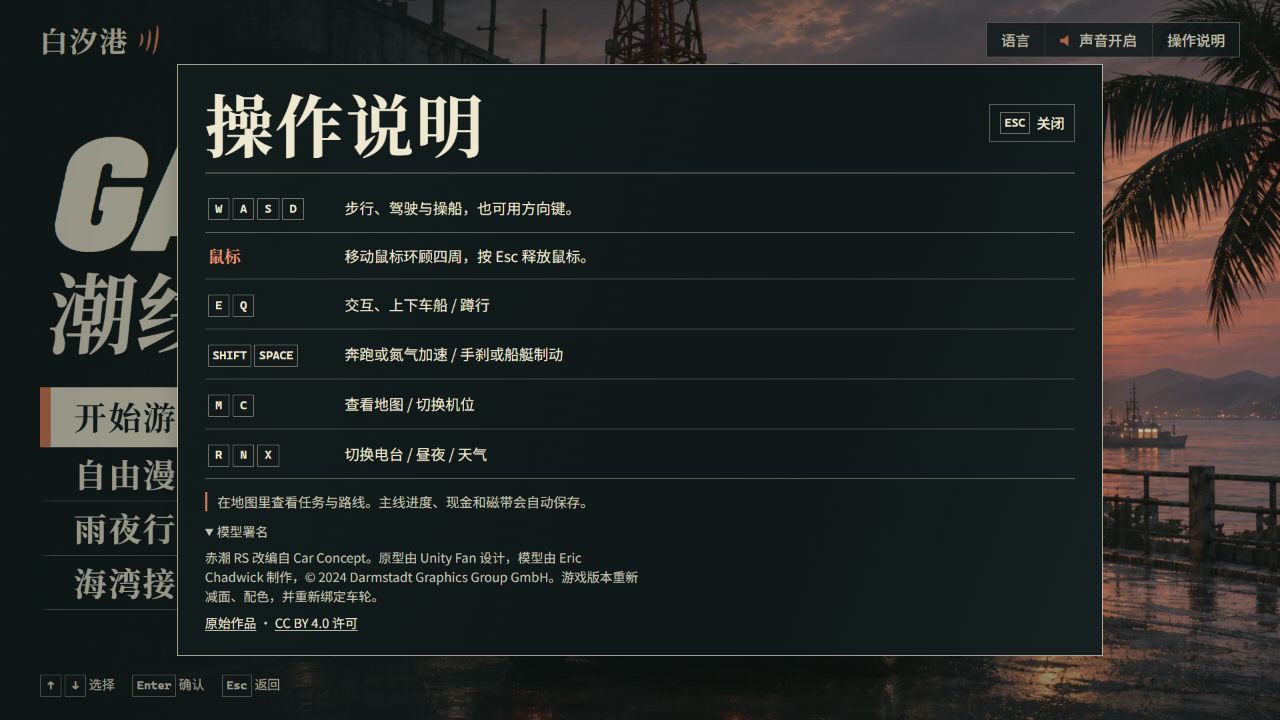 白汐港
语言 声音开启 操作说明
操作说明
ESC 关闭
GA
潮
W A S D 步行、驾驶与操船，也可用方向键。
鼠标 移动鼠标环顾四周，按 Esc 释放鼠标。
E Q 交互、上下车船 / 蹲行
SHIFT SPACE 奔跑或氮气加速 / 手刹或船艇制动
M C 查看地图 / 切换机位
R N X 切换电台 / 昼夜 / 天气
在地图里查看任务与路线。主线进度、现金和磁带会自动保存。
▼ 模型署名
赤潮 RS 改编自 Car Concept。原型由 Unity Fan 设计，模型由 Eric
Chadwick 制作，© 2024 Darmstadt Graphics Group GmbH。游戏版本重新
减面、配色，并重新绑定车轮。
原始作品 · CC BY 4.0 许可
开始游
自由漫
雨夜行
海湾接
↑ ↓ 选择 Enter 确认 Esc 返回